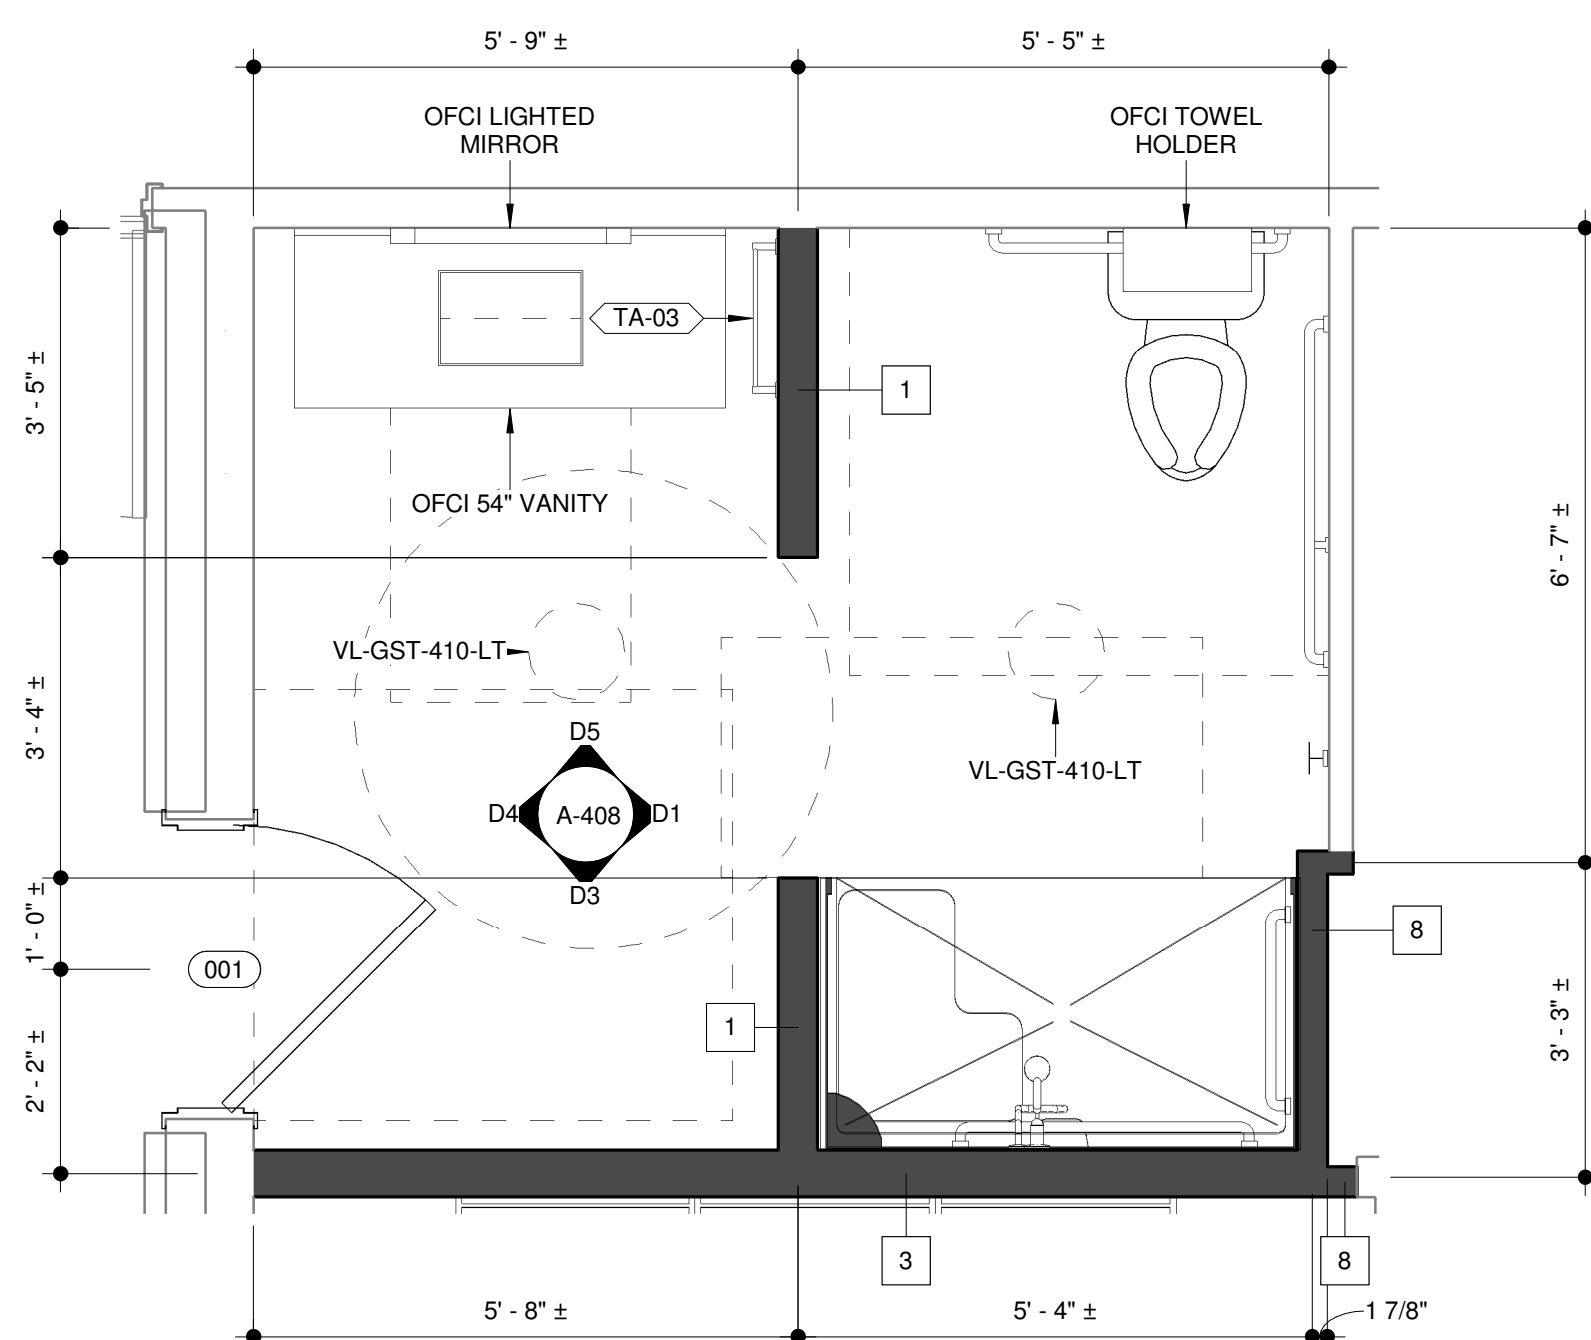 5' - 9" ±
5' - 5" ±
OFCI LIGHTED
MIRROR
OFCI TOWEL
HOLDER
TA-03
3' - 5" ±
1
OFCI 54" VANITY
6' - 7" ±
VL-GST-410-LT
3' - 4" ±
D5
VL-GST-410-LT
D4
A-408
D1
D3
1' - 0" ±
8
001
1
3' - 3" ±
2' - 2" ±
3
8
5' - 8" ±
5' - 4" ±
1 7/8"